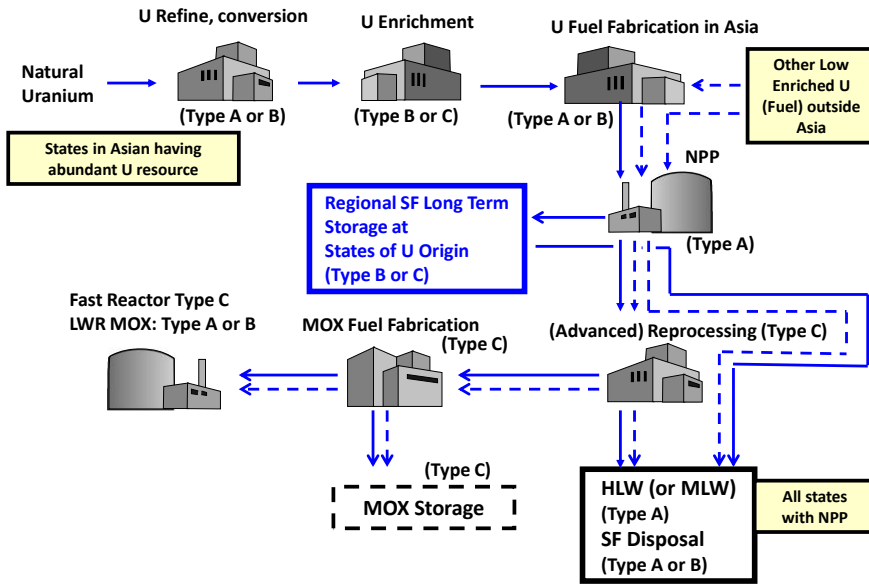 U Refine, conversion
U Enrichment
U Fuel Fabrication in Asia
Natural
Uranium
(Type A or B)
(Type B or C)
(Type A or B)
Other Low
Enriched U
(Fuel) outside
Asia
States in Asian having
abundant U resource
NPP
(Type A)
Regional SF Long Term
Storage at
States of U Origin
(Type B or C)
Fast Reactor Type C
LWR MOX: Type A or B
MOX Fuel Fabrication
(Type C)
(Advanced) Reprocessing (Type C)
(Type C)
MOX Storage
HLW (or MLW)
(Type A)
SF Disposal
(Type A or B)
All states
with NPP